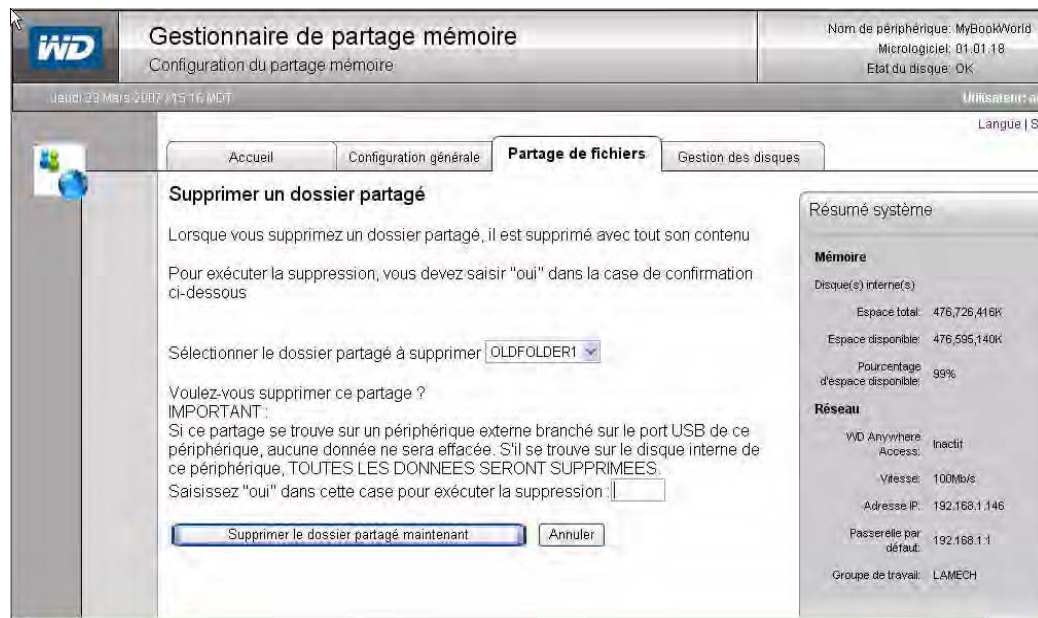 WD
Gestionnaire de partage mémoire
Configuration du partage mémoire
Nom de périphérique: MyBookWorld
Micrologiciel: 01.01.18
Etat du disque: OK
Jeudi 29 Mars 2007 / 15:16 MDT
Utilisateur: a
Langue | S
Accueil
Configuration générale
Partage de fichiers
Gestion des disques
Supprimer un dossier partagé
Lorsque vous supprimez un dossier partagé, il est supprimé avec tout son contenu
Pour exécuter la suppression, vous devez saisir "oui" dans la case de confirmation
ci-dessous
Sélectionner le dossier partagé à supprimer OLDFOLDER1
Voulez-vous supprimer ce partage ?
IMPORTANT :
Si ce partage se trouve sur un périphérique externe branché sur le port USB de ce
périphérique, aucune donnée ne sera effacée. S'il se trouve sur le disque interne de
ce périphérique, TOUTES LES DONNEES SERONT SUPPRIMEES.
Saisissez "oui" dans cette case pour exécuter la suppression :
Supprimer le dossier partagé maintenant
Annuler
Résumé système
Mémoire
Disque(s) interne(s)
Espace total: 476,726,416K
Espace disponible: 476,595,140K
Pourcentage
d'espace disponible: 99%
Réseau
WD Anywhere
Access: Inactif
Vitesse: 100Mb/s
Adresse IP: 192.168.1.146
Passerelle par
défaut: 192.168.1.1
Groupe de travail: LAMECH